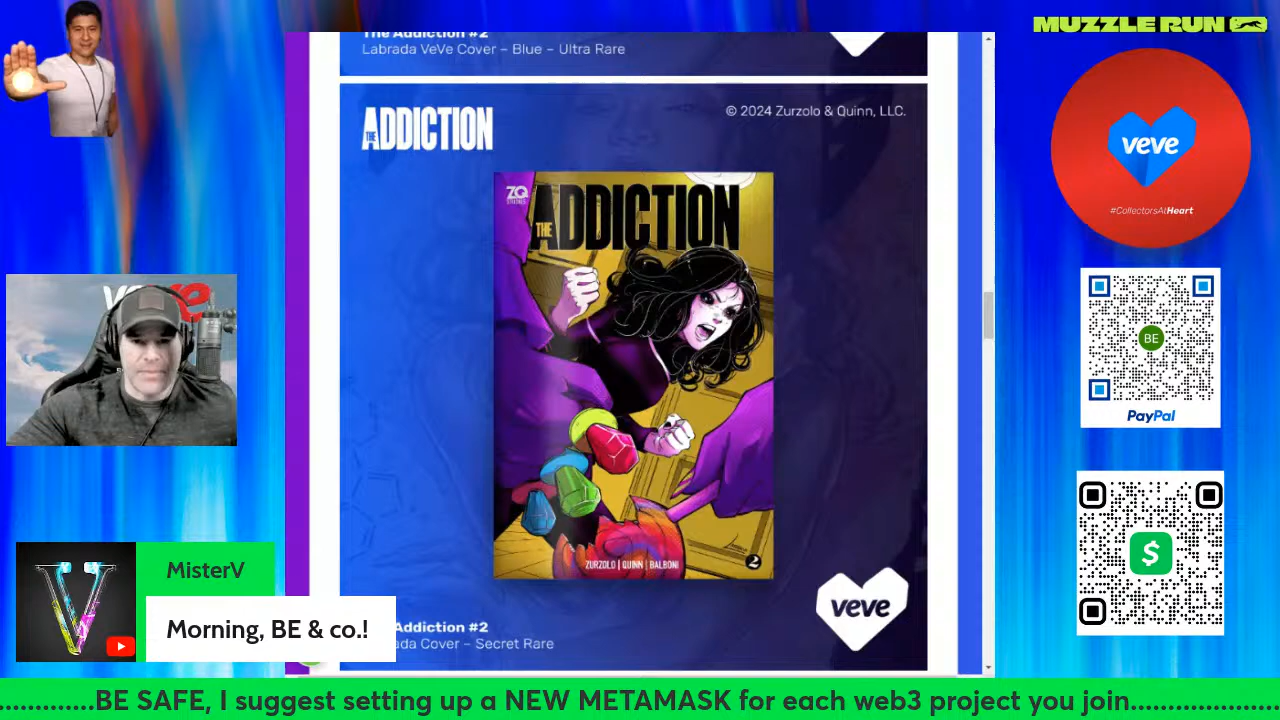 MUZZLE RUN
The Addiction #2
Labrada VeVe Cover – Blue – Ultra Rare
THE ADDICTION
© 2024 Zurzolo & Quinn, LLC.
veve
#CollectorsAtHeart
ZQ
THE ADDICTION
ZURZOLO | QUINN | BALBONI
2
veve
Addiction #2
Cover – Secret Rare
BE
PayPal
$
V
MisterV
Morning, BE & co.!
.............BE SAFE, I suggest setting up a NEW METAMASK for each web3 project you join....................